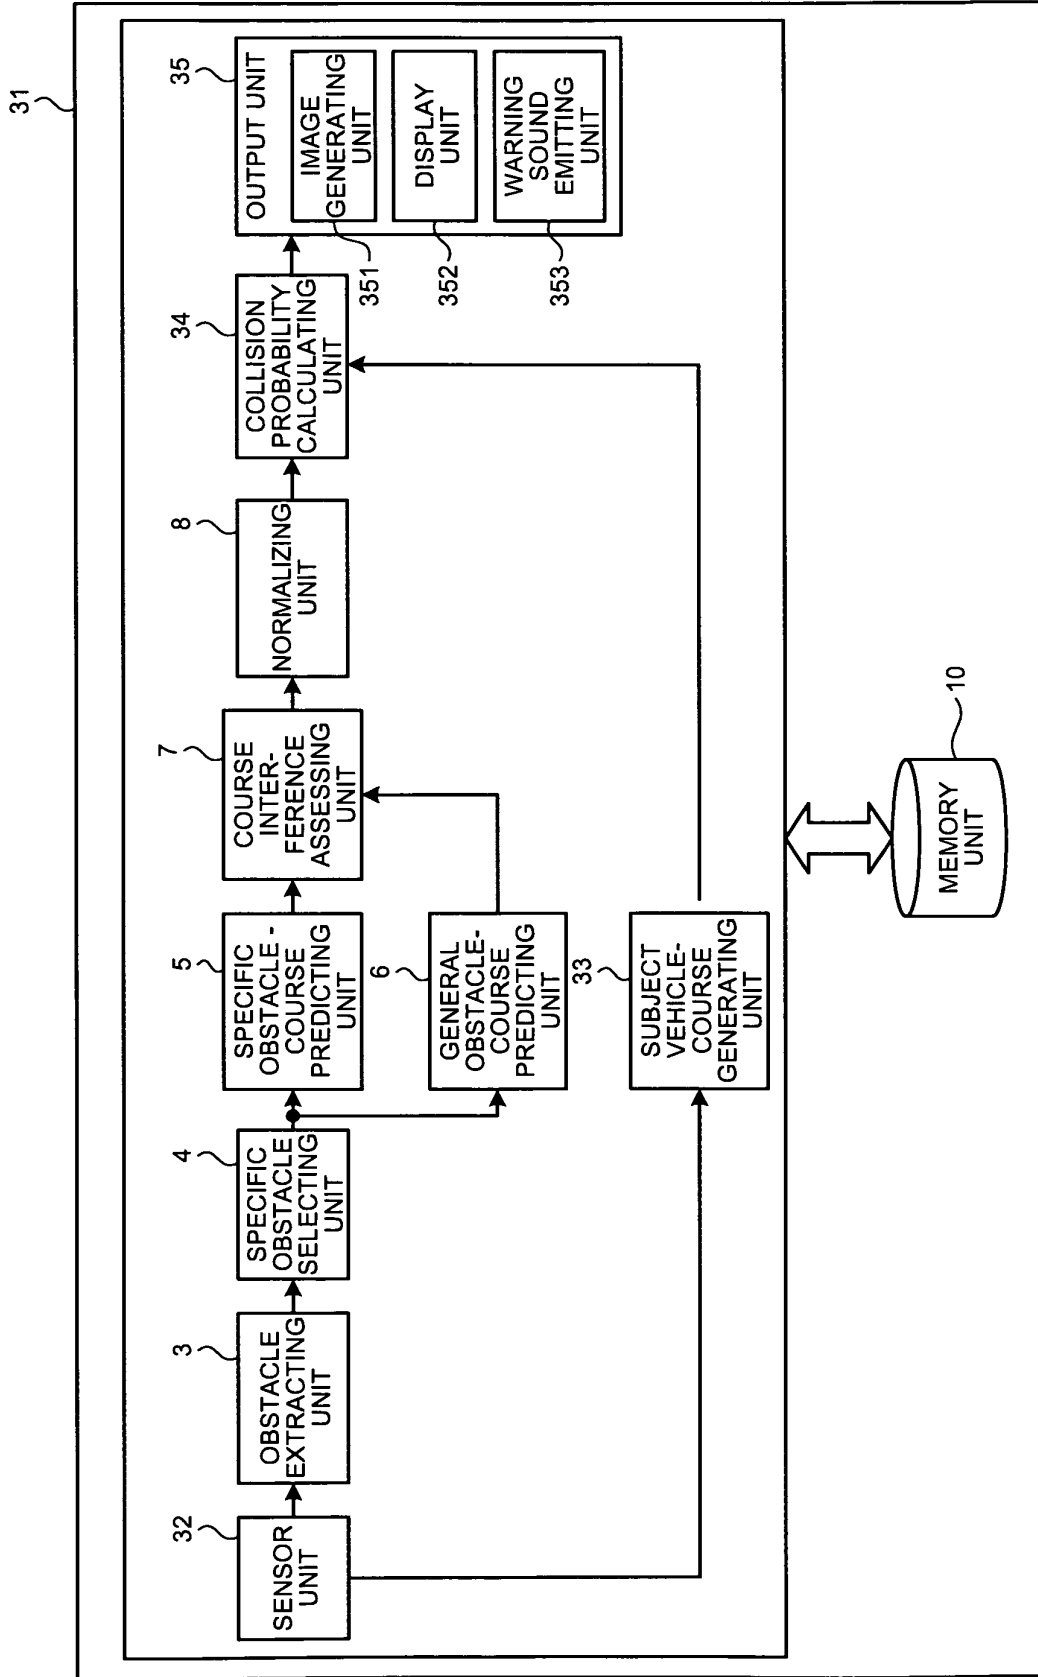 31
32
SENSOR
UNIT
3
OBSTACLE
EXTRACTING
UNIT
4
SPECIFIC
OBSTACLE
SELECTING
UNIT
5
SPECIFIC
OBSTACLE-
COURSE
PREDICTING
UNIT
6
GENERAL
OBSTACLE-
COURSE
PREDICTING
UNIT
33
SUBJECT
VEHICLE-
COURSE
GENERATING
UNIT
7
COURSE
INTER-
FERENCE
ASSESSING
UNIT
8
NORMALIZING
UNIT
34
COLLISION
PROBABILITY
CALCULATING
UNIT
35
OUTPUT UNIT
IMAGE
GENERATING
UNIT
351
DISPLAY
UNIT
352
WARNING
SOUND
EMITTING
UNIT
353
10
MEMORY
UNIT